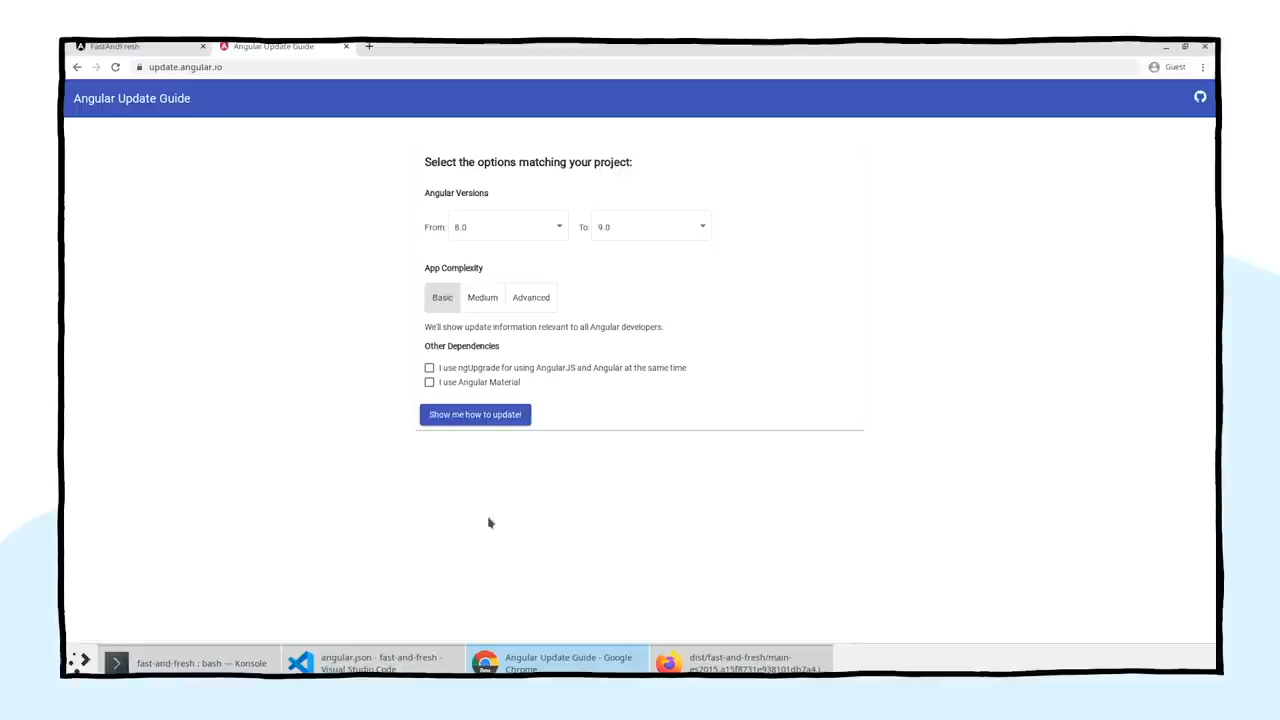 FastAndFresh
Angular Update Guide
update.angular.io
Guest
Angular Update Guide
Select the options matching your project:
Angular Versions
From: 8.0 To: 9.0
App Complexity
Basic Medium Advanced
We'll show update information relevant to all Angular developers.
Other Dependencies
I use ngUpgrade for using AngularJS and Angular at the same time
I use Angular Material
Show me how to update!
fast-and-fresh : bash — Konsole
angular.json - fast-and-fresh -
Visual Studio Code
Angular Update Guide - Google
Chrome
dist/fast-and-fresh/main-